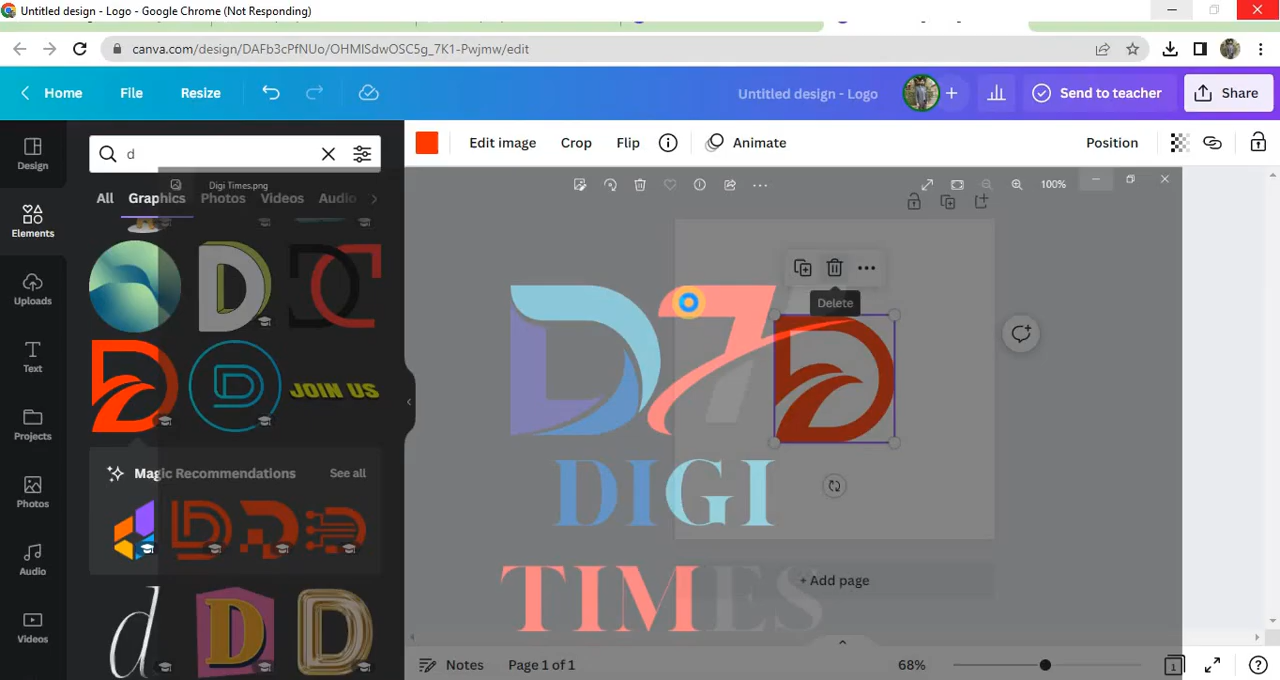 Untitled design - Logo - Google Chrome (Not Responding)
canva.com/design/DAFb3cPfNUo/OHMISdwOSC5g_7K1-Pwjmw/edit
Home File Resize Untitled design - Logo Send to teacher Share
Edit image Crop Flip Animate Position
d
Digi Times.png
100%
All Graphics Photos Videos Audio
Design
Elements
Uploads
Text
Projects
Photos
Audio
Videos
JOIN US
Magic Recommendations See all
Delete
DIGI
TIMES
+ Add page
Notes Page 1 of 1 68% 1